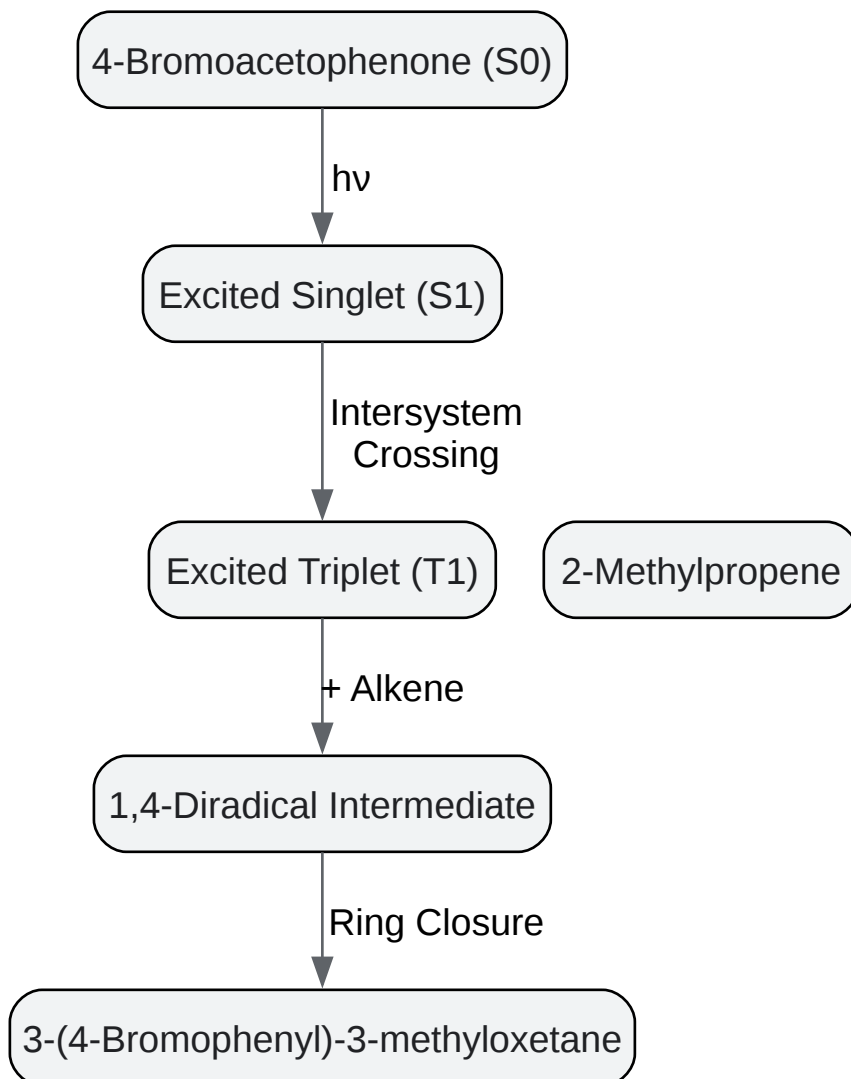 4-Bromoacetophenone (S0)
hν
Excited Singlet (S1)
Intersystem
Crossing
Excited Triplet (T1)
2-Methylpropene
+ Alkene
1,4-Diradical Intermediate
Ring Closure
3-(4-Bromophenyl)-3-methyloxetane